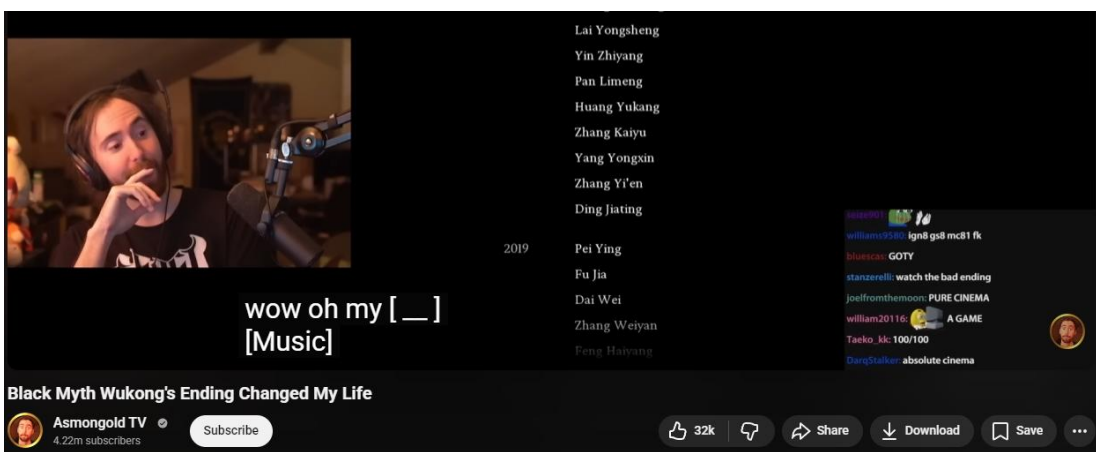 Lai Yongsheng
Yin Zhiyang
Pan Limeng
Huang Yukang
Zhang Kaiyu
Yang Yongxin
Zhang Yi'en
Ding Jiating
2019 Pei Ying
Fu Jia
Dai Wei
Zhang Weiyan
Feng Haiyang
wow oh my [ __ ]
[Music]
williams9580: ign8 gs8 mc81 fk
bluescas: GOTY
stanzerelli: watch the bad ending
joelfromthemoon: PURE CINEMA
william20116: A GAME
Taeko_kk: 100/100
DarqStalker: absolute cinema
Black Myth Wukong's Ending Changed My Life
Asmongold TV
4.22m subscribers
Subscribe
32k
Share
Download
Save